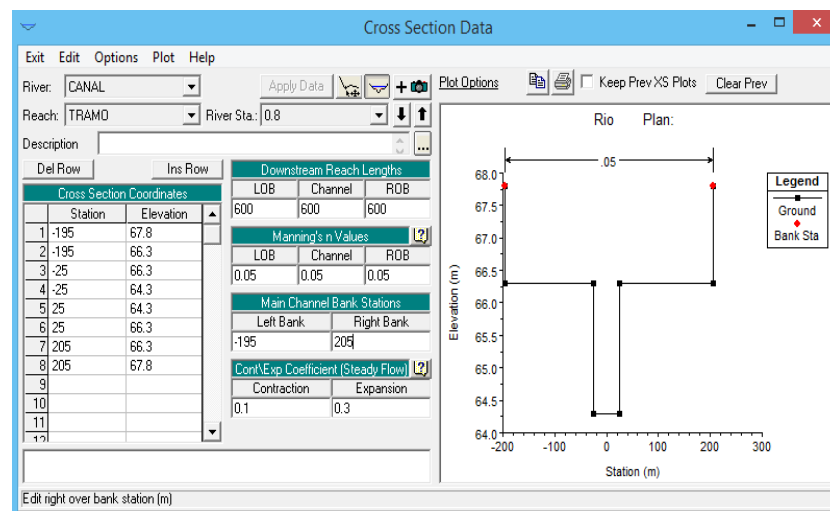 Cross Section Data
Exit Edit Options Plot Help
River: CANAL Apply Data Plot Options Keep Prev XS Plots Clear Prev
Reach: TRAMO River Sta.: 0.8
Description ...
Del Row Ins Row
Cross Section Coordinates
Station Elevation
1 -195 67.8
2 -195 66.3
3 -25 66.3
4 -25 64.3
5 25 64.3
6 25 66.3
7 205 66.3
8 205 67.8
9
10
11
12
Downstream Reach Lengths
LOB Channel ROB
600 600 600
Manning's n Values
LOB Channel ROB
0.05 0.05 0.05
Main Channel Bank Stations
Left Bank Right Bank
-195 205
Cont\Exp Coefficient (Steady Flow)
Contraction Expansion
0.1 0.3
Rio Plan:
.05
68.0
67.5
67.0
66.5
66.0
65.5
65.0
64.5
64.0
Elevation (m)
-200 -100 0 100 200 300
Station (m)
Legend
Ground
Bank Sta
Edit right over bank station (m)